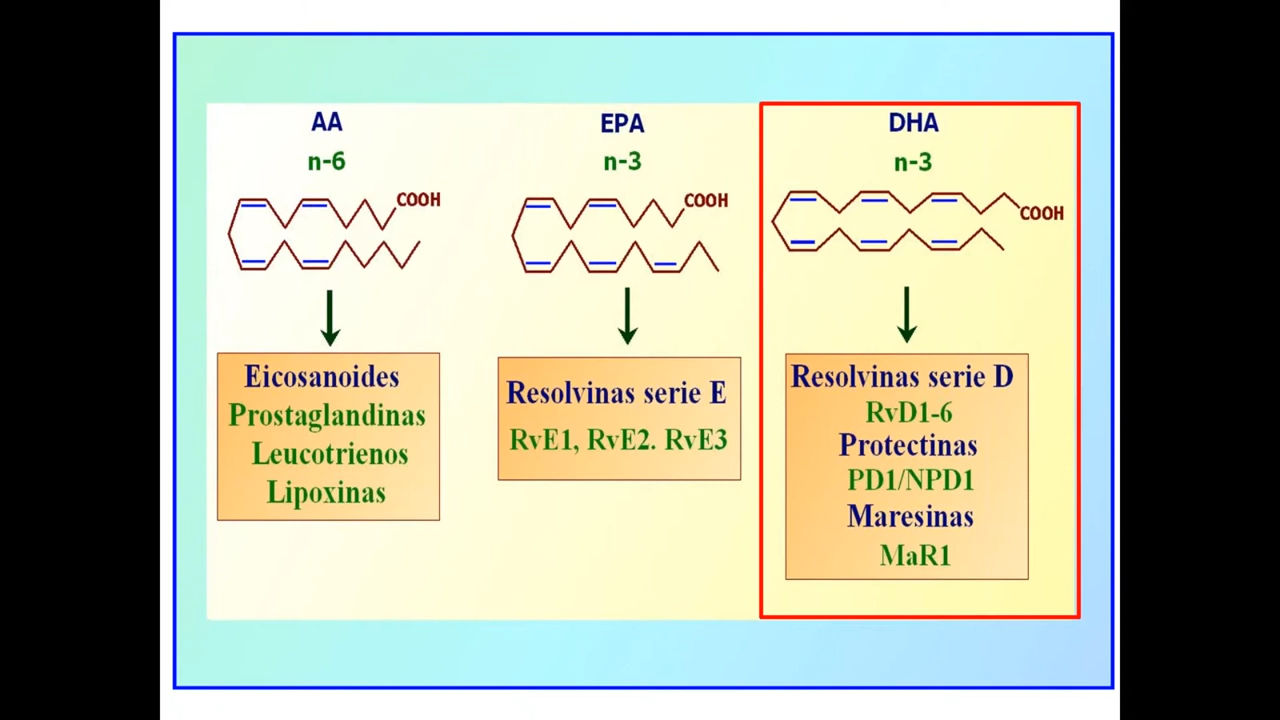 AA
n-6
COOH
Eicosanoides
Prostaglandinas
Leucotrienos
Lipoxinas
EPA
n-3
COOH
Resolvinas serie E
RvE1, RvE2. RvE3
DHA
n-3
COOH
Resolvinas serie D
RvD1-6
Protectinas
PD1/NPD1
Maresinas
MaR1